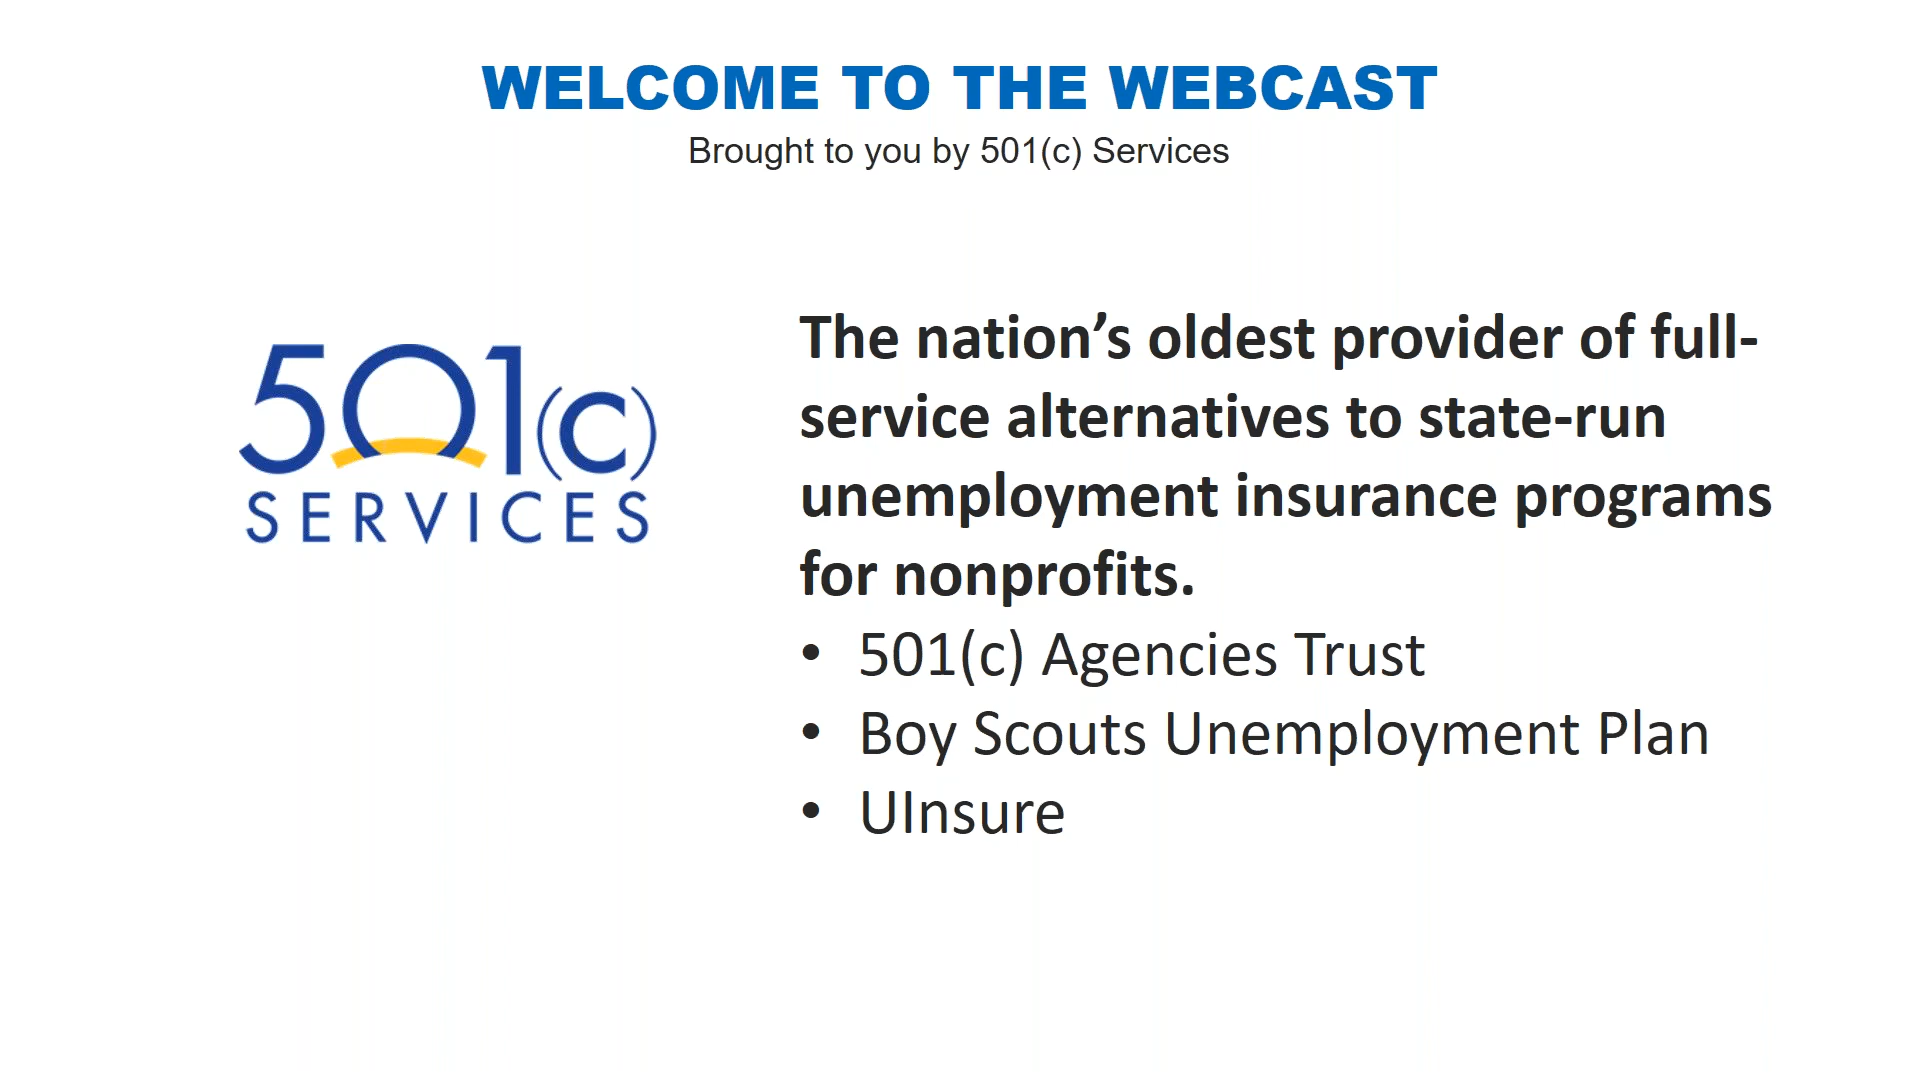 WELCOME TO THE WEBCAST
Brought to you by 501(c) Services
501(c)
SERVICES
The nation’s oldest provider of full-
service alternatives to state-run
unemployment insurance programs
for nonprofits.
• 501(c) Agencies Trust
• Boy Scouts Unemployment Plan
• UInsure